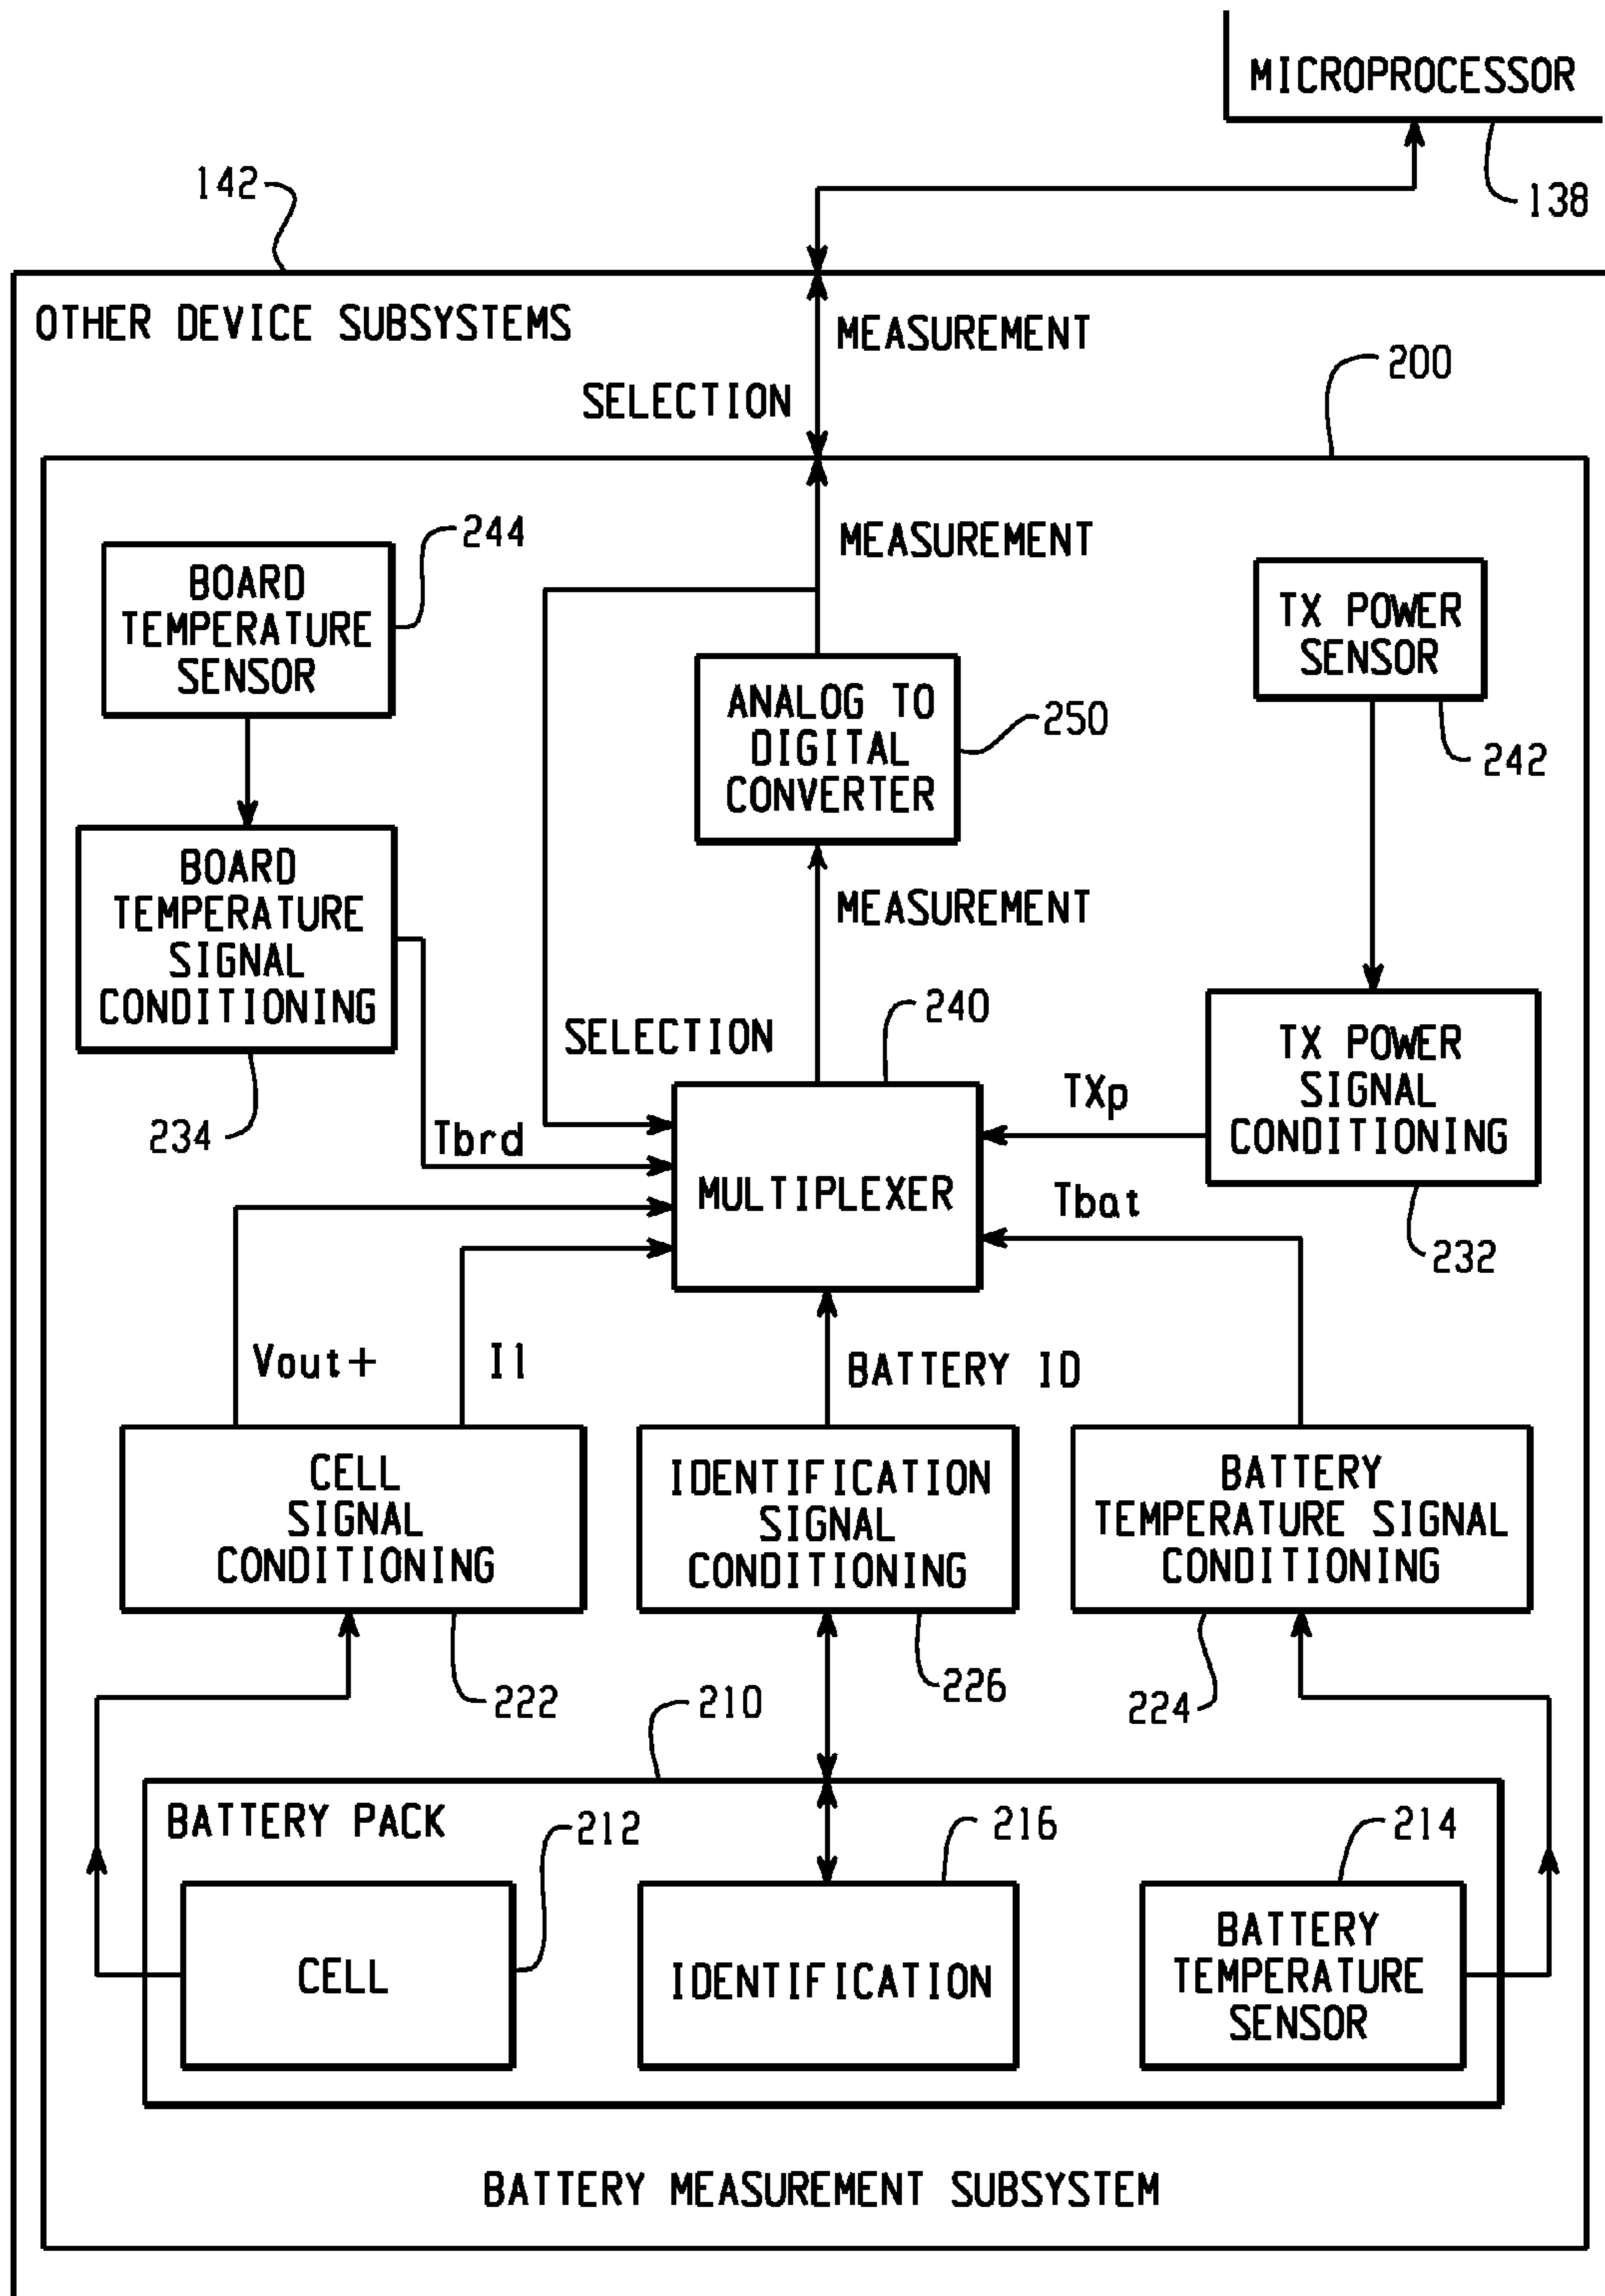 MICROPROCESSOR
142
138
OTHER DEVICE SUBSYSTEMS
MEASUREMENT
200
SELECTION
244
MEASUREMENT
BOARD
TEMPERATURE
SENSOR
TX POWER
SENSOR
ANALOG TO
DIGITAL
CONVERTER
250
242
BOARD
TEMPERATURE
SIGNAL
CONDITIONING
MEASUREMENT
240
SELECTION
TX POWER
SIGNAL
CONDITIONING
TXp
234
Tbrd
MULTIPLEXER
Tbat
232
Vout+
Il
BATTERY ID
CELL
SIGNAL
CONDITIONING
IDENTIFICATION
SIGNAL
CONDITIONING
BATTERY
TEMPERATURE SIGNAL
CONDITIONING
222
210
226
224
BATTERY PACK
212
216
214
CELL
IDENTIFICATION
BATTERY
TEMPERATURE
SENSOR
BATTERY MEASUREMENT SUBSYSTEM